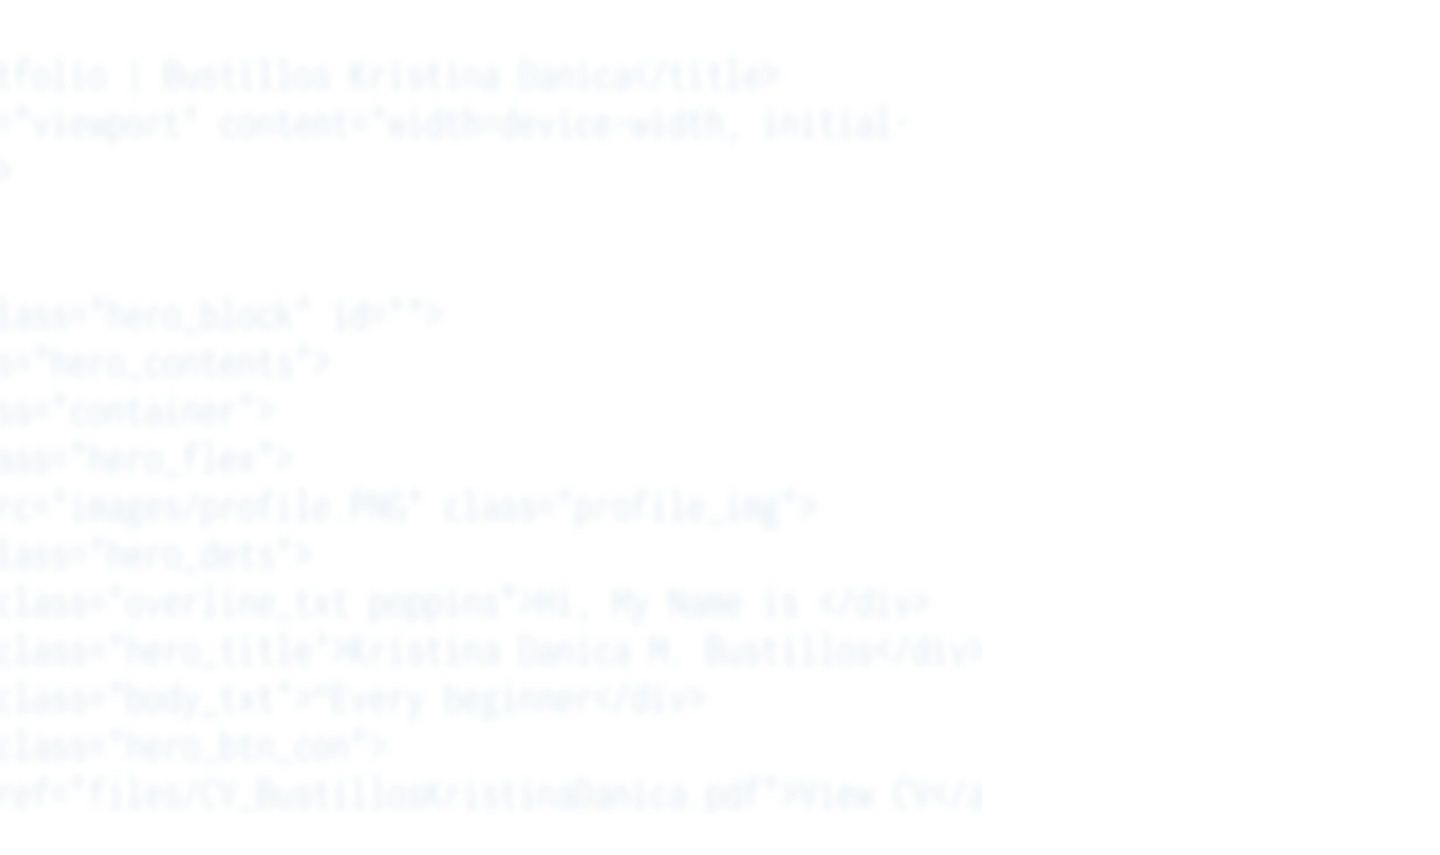 tfolio | Bustillos Kristina Danica</title>
="viewport" content="width=device-width, initial-
>
lass="hero_block" id="">
s="hero_contents">
ss="container">
ass="hero_flex">
rc="images/profile.PNG" class="profile_img">
lass="hero_dets">
class="overline_txt poppins">Hi, My Name is </div>
class="hero_title">Kristina Danica M. Bustillos</div>
class="body_txt">"Every beginner</div>
class="hero_btn_con">
ref="files/CV_BustillosKristinaDanica.pdf">View CV</a